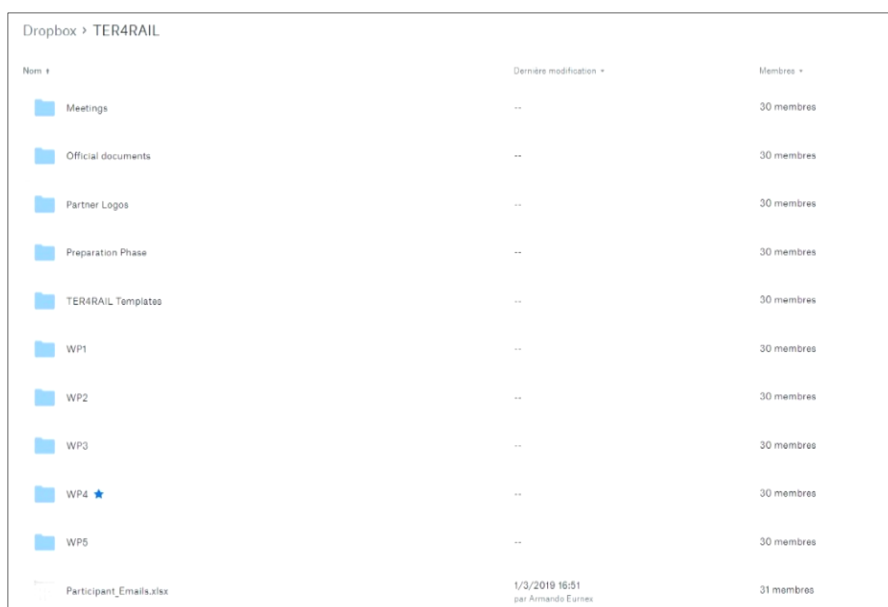 Dropbox > TER4RAIL
Nom ↑ Dernière modification ▾ Membres ▾
Meetings -- 30 membres
Official documents -- 30 membres
Partner Logos -- 30 membres
Preparation Phase -- 30 membres
TER4RAIL Templates -- 30 membres
WP1 -- 30 membres
WP2 -- 30 membres
WP3 -- 30 membres
WP4 ★ -- 30 membres
WP5 -- 30 membres
Participant_Emails.xlsx 1/3/2019 16:51 31 membres
par Armando Eurnex